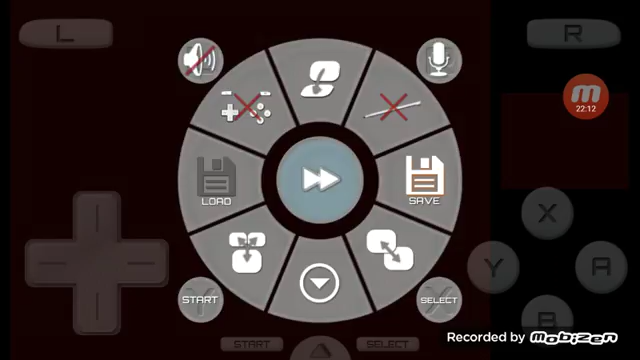 L
R
22:12
LOAD
SAVE
X
Y
A
B
START
SELECT
START
SELECT
Recorded by Mobizen